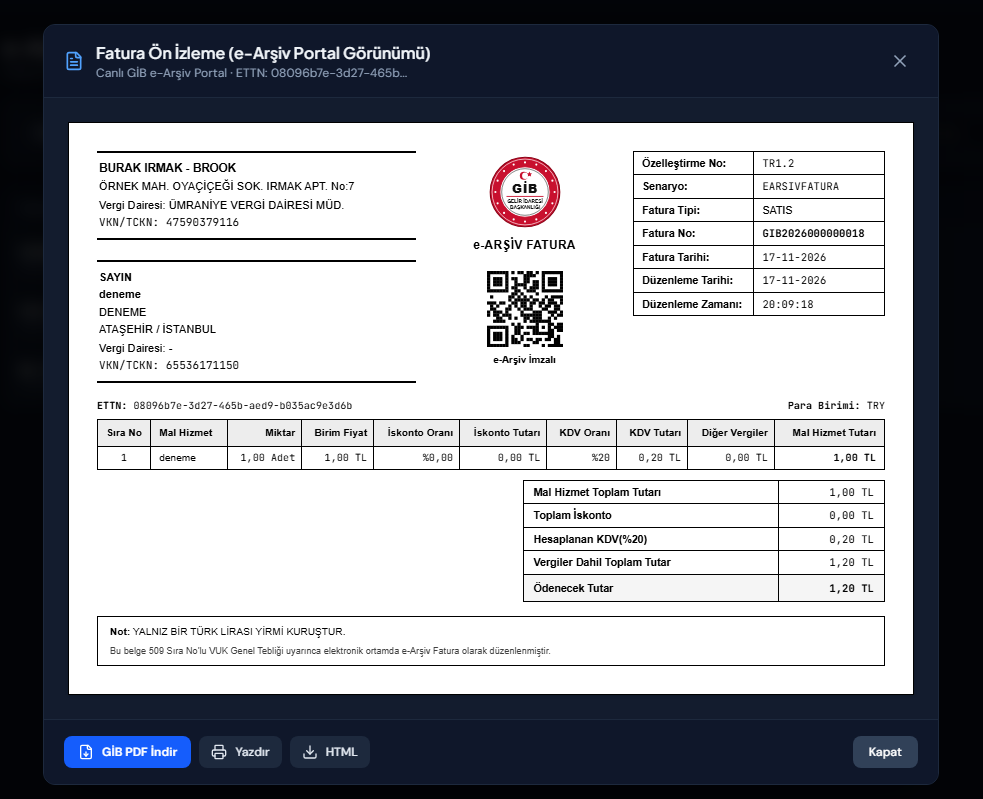 Fatura Ön İzleme (e-Arşiv Portal Görünümü)
Canlı GİB e-Arşiv Portal · ETTN: 08096b7e-3d27-465b...
BURAK IRMAK - BROOK
ÖRNEK MAH. OYAÇİÇEĞİ SOK. IRMAK APT. No:7
Vergi Dairesi: ÜMRANİYE VERGİ DAİRESİ MÜD.
VKN/TCKN: 47590379116
SAYIN
deneme
DENEME
ATAŞEHİR / İSTANBUL
Vergi Dairesi: -
VKN/TCKN: 65536171150
GİB
GELİR İDARESİ
BAŞKANLIĞI
e-ARŞİV FATURA
e-Arşiv İmzalı
Özelleştirme No: TR1.2
Senaryo: EARSIVFATURA
Fatura Tipi: SATIS
Fatura No: GIB2026000000018
Fatura Tarihi: 17-11-2026
Düzenleme Tarihi: 17-11-2026
Düzenleme Zamanı: 20:09:18
ETTN: 08096b7e-3d27-465b-aed9-b035ac9e3d6b Para Birimi: TRY
Sıra No Mal Hizmet Miktar Birim Fiyat İskonto Oranı İskonto Tutarı KDV Oranı KDV Tutarı Diğer Vergiler Mal Hizmet Tutarı
1 deneme 1,00 Adet 1,00 TL %0,00 0,00 TL %20 0,20 TL 0,00 TL 1,00 TL
Mal Hizmet Toplam Tutarı 1,00 TL
Toplam İskonto 0,00 TL
Hesaplanan KDV(%20) 0,20 TL
Vergiler Dahil Toplam Tutar 1,20 TL
Ödenecek Tutar 1,20 TL
Not: YALNIZ BİR TÜRK LİRASI YİRMİ KURUŞTUR.
Bu belge 509 Sıra No'lu VUK Genel Tebliği uyarınca elektronik ortamda e-Arşiv Fatura olarak düzenlenmiştir.
GİB PDF İndir Yazdır HTML Kapat